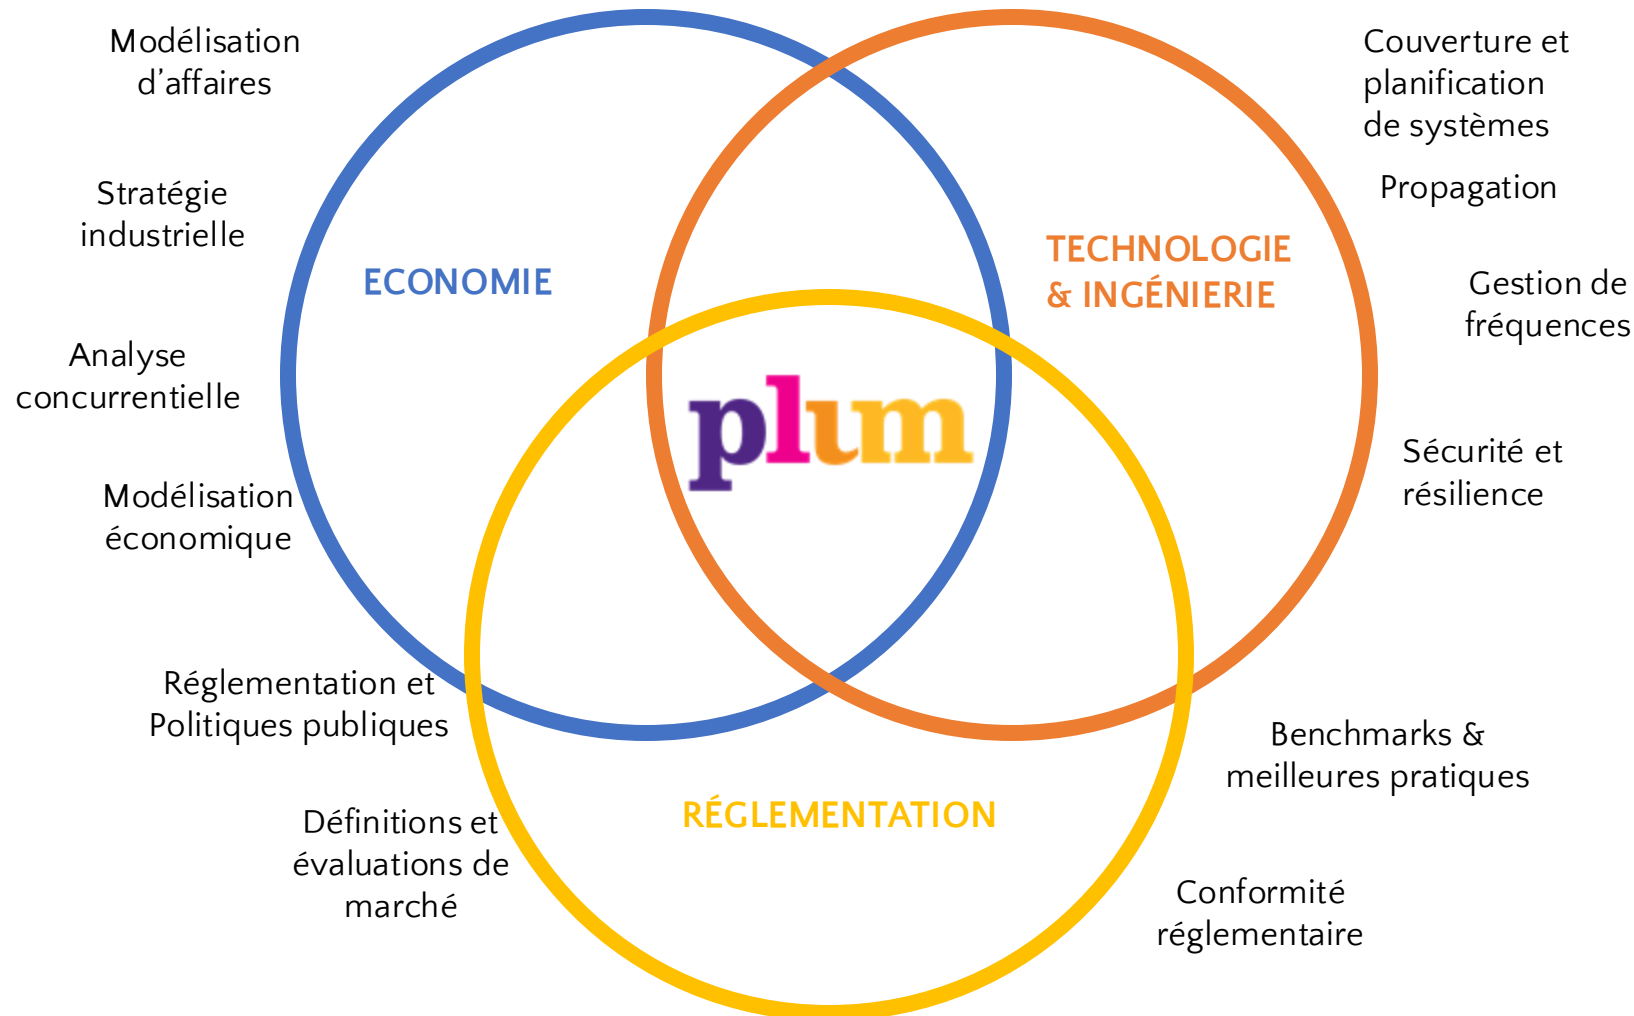 Modélisation
d’affaires
Stratégie
industrielle
Analyse
concurrentielle
Modélisation
économique
Réglementation et
Politiques publiques
Définitions et
évaluations de
marché
ECONOMIE
TECHNOLOGIE
& INGÉNIERIE
plum
RÉGLEMENTATION
Couverture et
planification
de systèmes
Propagation
Gestion de
fréquences
Sécurité et
résilience
Benchmarks &
meilleures pratiques
Conformité
réglementaire